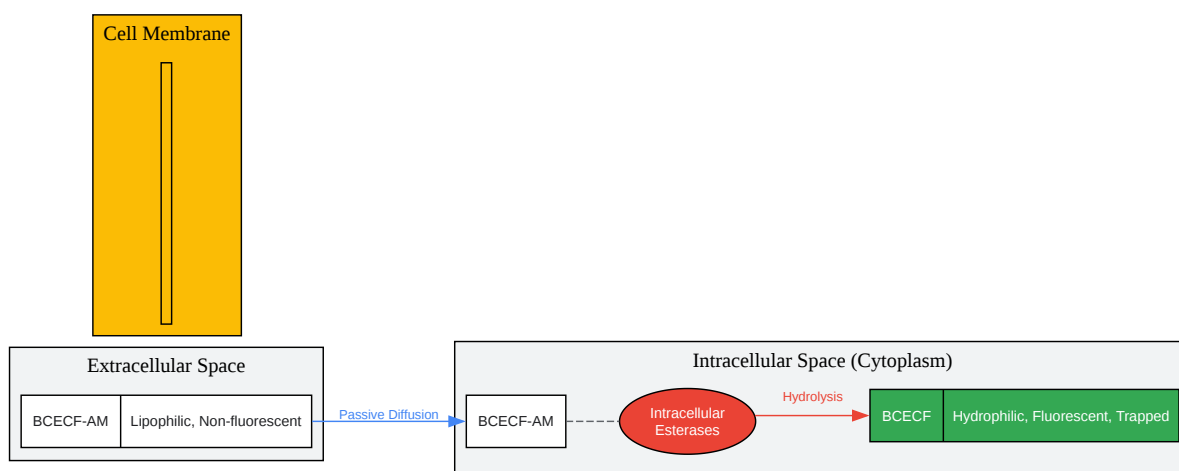 Cell Membrane
Extracellular Space
BCECF-AM
Lipophilic, Non-fluorescent
Passive Diffusion
Intracellular Space (Cytoplasm)
BCECF-AM
Intracellular
Esterases
Hydrolysis
BCECF
Hydrophilic, Fluorescent, Trapped